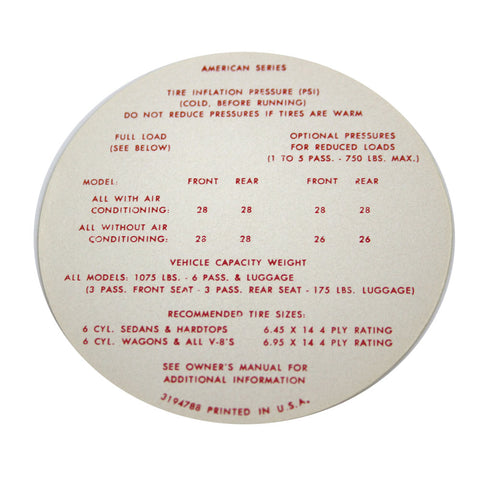 AMERICAN SERIES
TIRE INFLATION PRESSURE (PSI)
(COLD, BEFORE RUNNING)
DO NOT REDUCE PRESSURES IF TIRES ARE WARM
FULL LOAD OPTIONAL PRESSURES
(SEE BELOW) FOR REDUCED LOADS
(1 TO 5 PASS. - 750 LBS. MAX.)
MODEL: FRONT REAR FRONT REAR
ALL WITH AIR
CONDITIONING: 28 28 28 28
ALL WITHOUT AIR
CONDITIONING: 28 28 26 26
VEHICLE CAPACITY WEIGHT
ALL MODELS: 1075 LBS. - 6 PASS. & LUGGAGE
(3 PASS. FRONT SEAT - 3 PASS. REAR SEAT - 175 LBS. LUGGAGE)
RECOMMENDED TIRE SIZES:
6 CYL. SEDANS & HARDTOPS 6.45 X 14 4 PLY RATING
6 CYL. WAGONS & ALL V-8'S 6.95 X 14 4 PLY RATING
SEE OWNER'S MANUAL FOR
ADDITIONAL INFORMATION
3194788 PRINTED IN U.S.A.